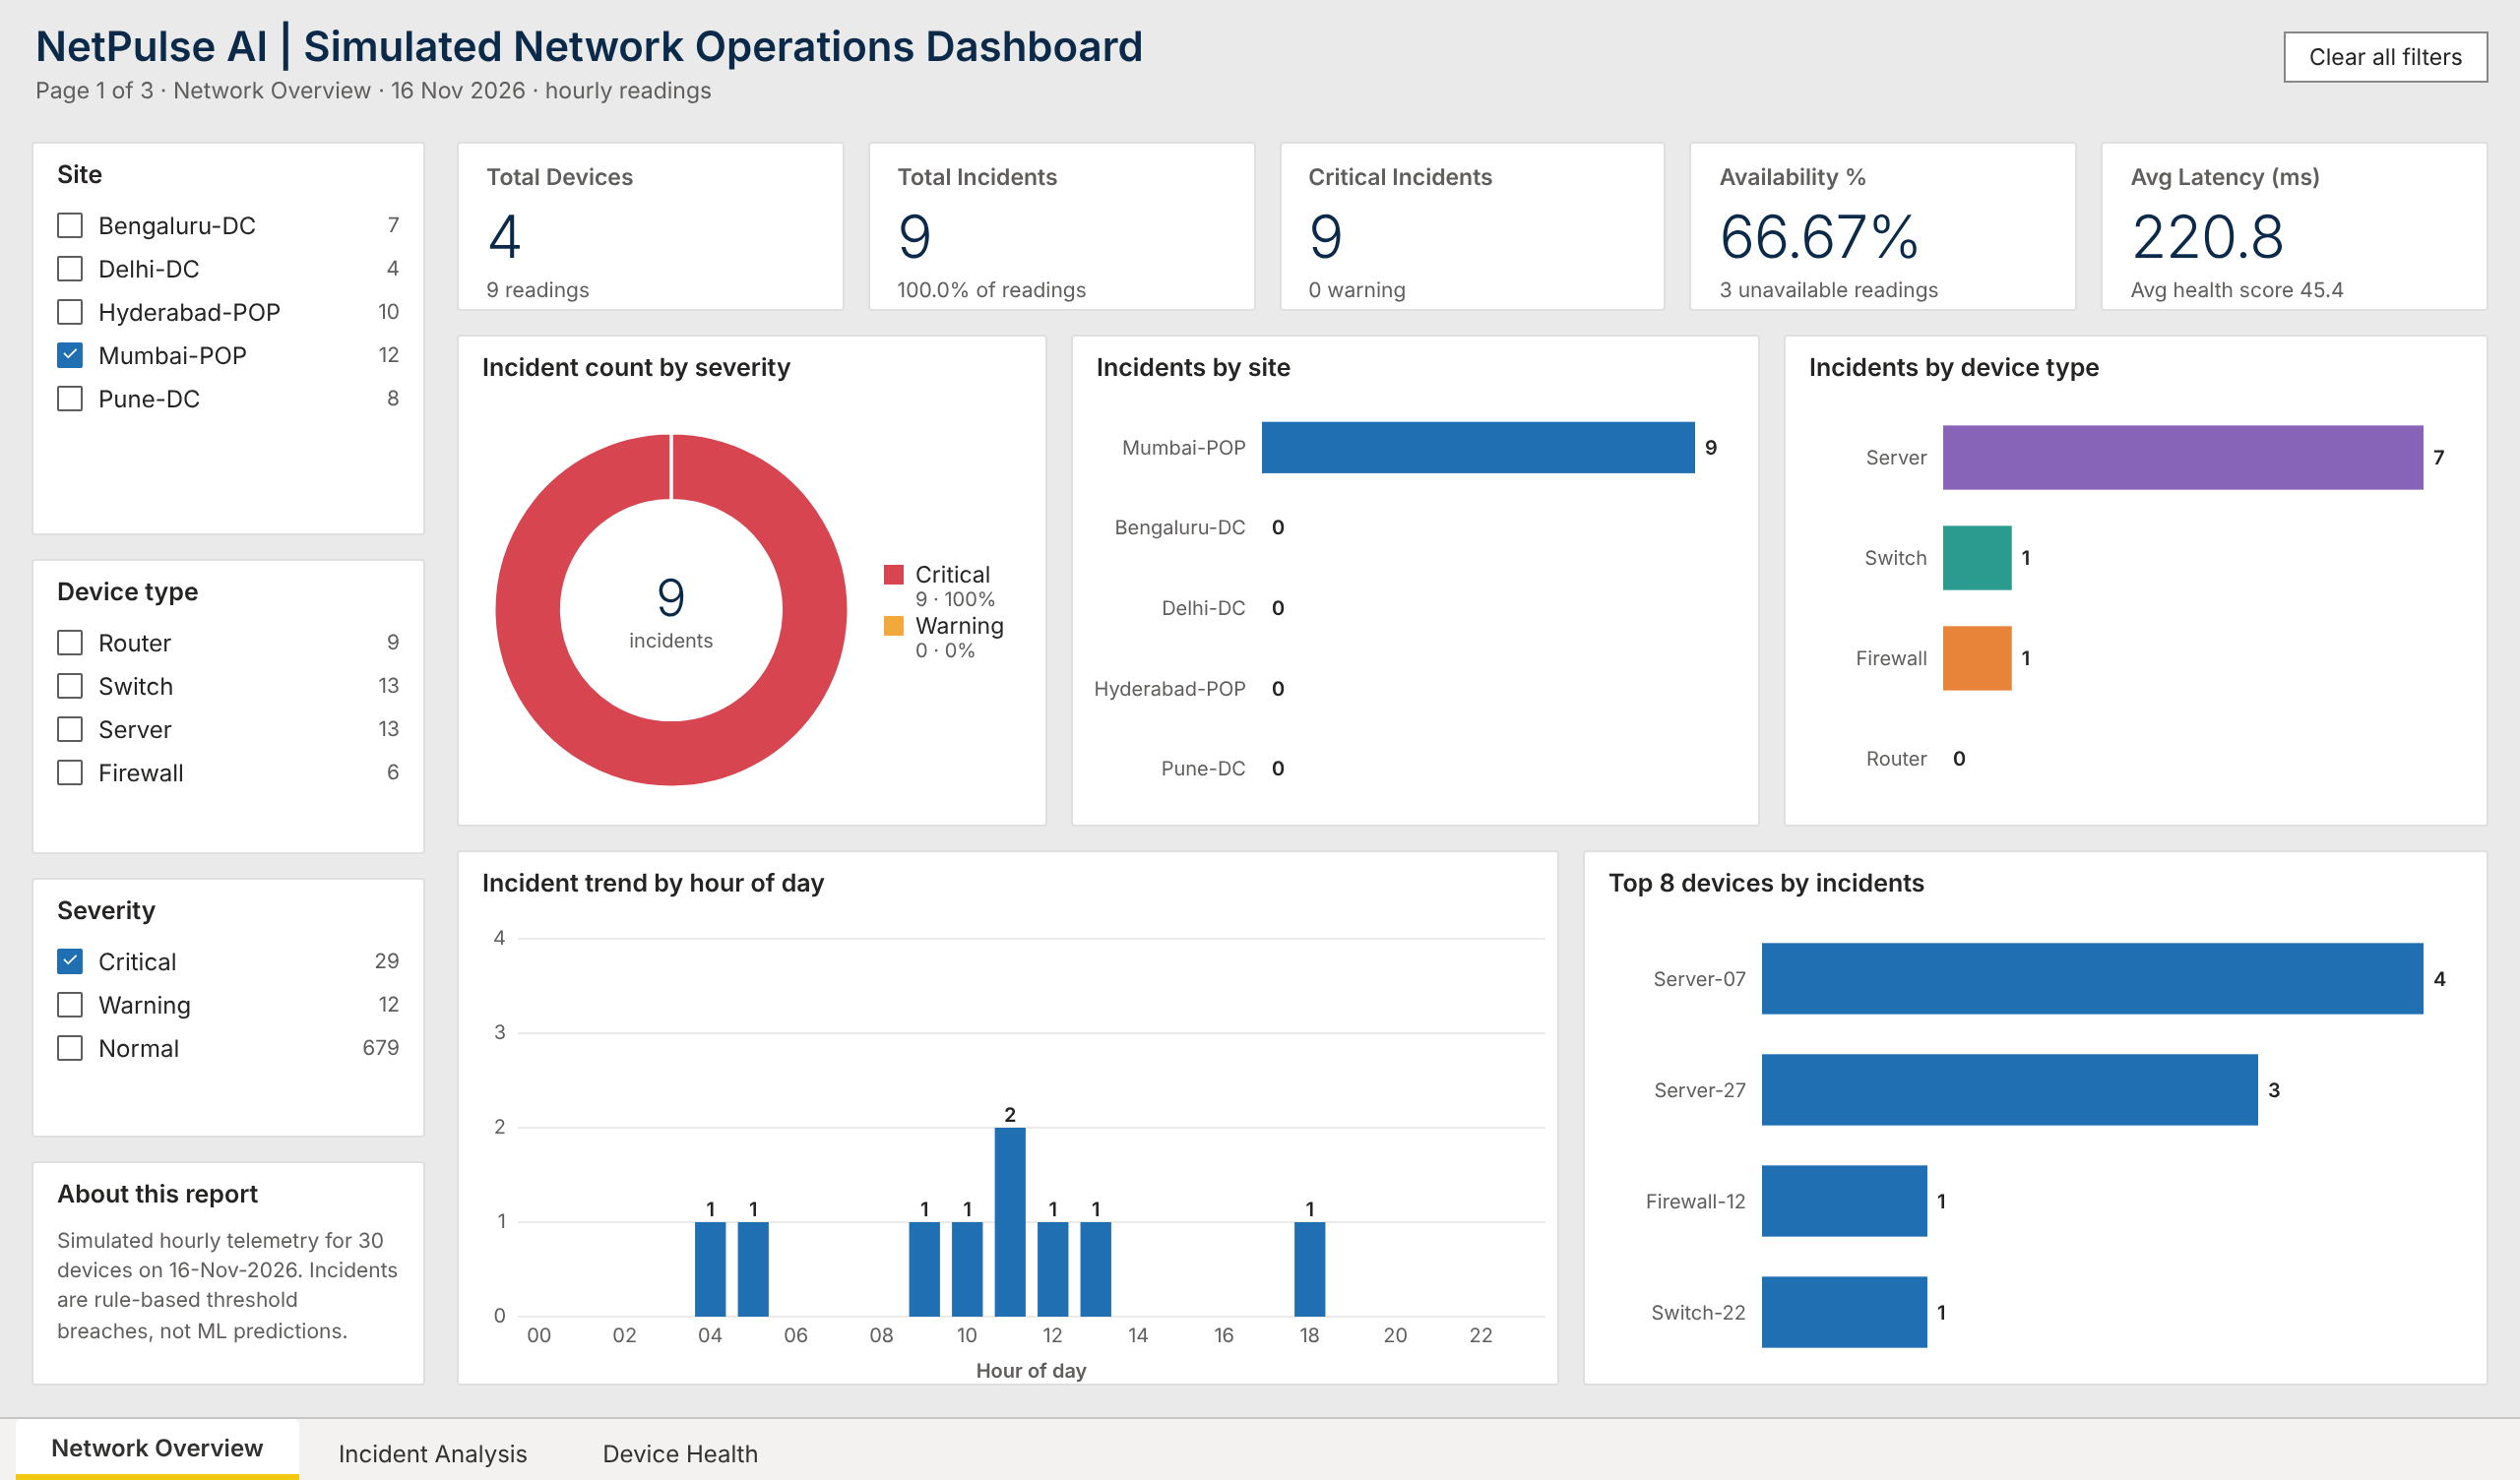 NetPulse AI | Simulated Network Operations Dashboard
Page 1 of 3 · Network Overview · 16 Nov 2026 · hourly readings
Clear all filters
Site
Bengaluru-DC 7
Delhi-DC 4
Hyderabad-POP 10
Mumbai-POP 12
Pune-DC 8
Device type
Router 9
Switch 13
Server 13
Firewall 6
Severity
Critical 29
Warning 12
Normal 679
About this report
Simulated hourly telemetry for 30
devices on 16-Nov-2026. Incidents
are rule-based threshold
breaches, not ML predictions.
Total Devices
4
9 readings
Total Incidents
9
100.0% of readings
Critical Incidents
9
0 warning
Availability %
66.67%
3 unavailable readings
Avg Latency (ms)
220.8
Avg health score 45.4
Incident count by severity
9
incidents
Critical
9 · 100%
Warning
0 · 0%
Incidents by site
Mumbai-POP 9
Bengaluru-DC 0
Delhi-DC 0
Hyderabad-POP 0
Pune-DC 0
Incidents by device type
Server 7
Switch 1
Firewall 1
Router 0
Incident trend by hour of day
4
3
2
1
0
1 1 1 1 2 1 1 1
00 02 04 06 08 10 12 14 16 18 20 22
Hour of day
Top 8 devices by incidents
Server-07 4
Server-27 3
Firewall-12 1
Switch-22 1
Network Overview
Incident Analysis
Device Health